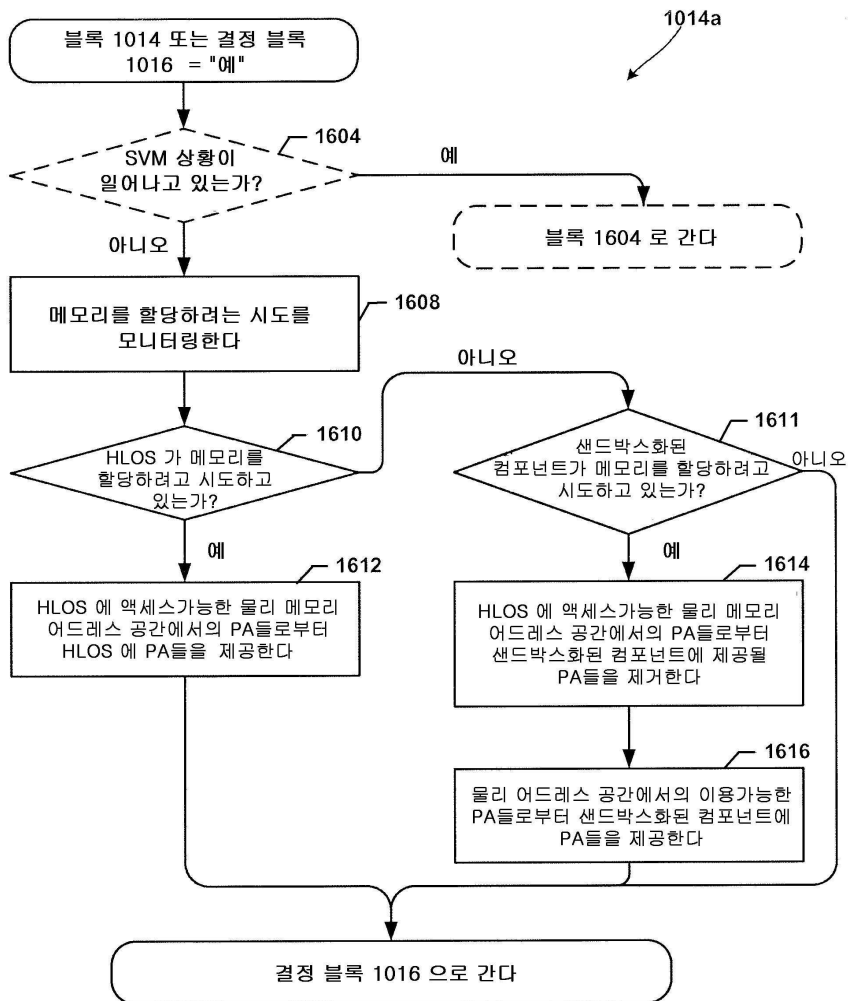 1014a
블록 1014 또는 결정 블록
1016 = "예"
1604
SVM 상황이
일어나고 있는가?
예
블록 1604 로 간다
아니오
메모리를 할당하려는 시도를
모니터링한다
1608
아니오
1610
HLOS 가 메모리를
할당하려고 시도하고
있는가?
1611
샌드박스화된
컴포넌트가 메모리를 할당하려고
시도하고 있는가?
아니오
예
1612
HLOS 에 액세스가능한 물리 메모리
어드레스 공간에서의 PA들로부터
HLOS 에 PA들을 제공한다
예
1614
HLOS 에 액세스가능한 물리 메모리
어드레스 공간에서의 PA들로부터
샌드박스화된 컴포넌트에 제공될
PA들을 제거한다
1616
물리 어드레스 공간에서의 이용가능한
PA들로부터 샌드박스화된 컴포넌트에
PA들을 제공한다
결정 블록 1016 으로 간다